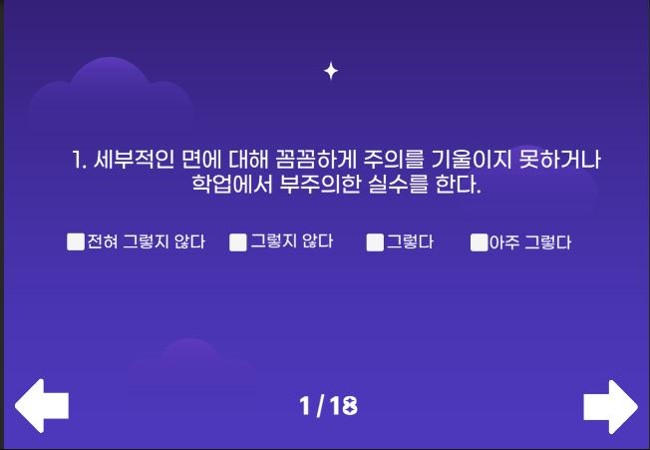 1. 세부적인 면에 대해 꼼꼼하게 주의를 기울이지 못하거나
학업에서 부주의한 실수를 한다.
전혀 그렇지 않다 그렇지 않다 그렇다 아주 그렇다
1 / 18